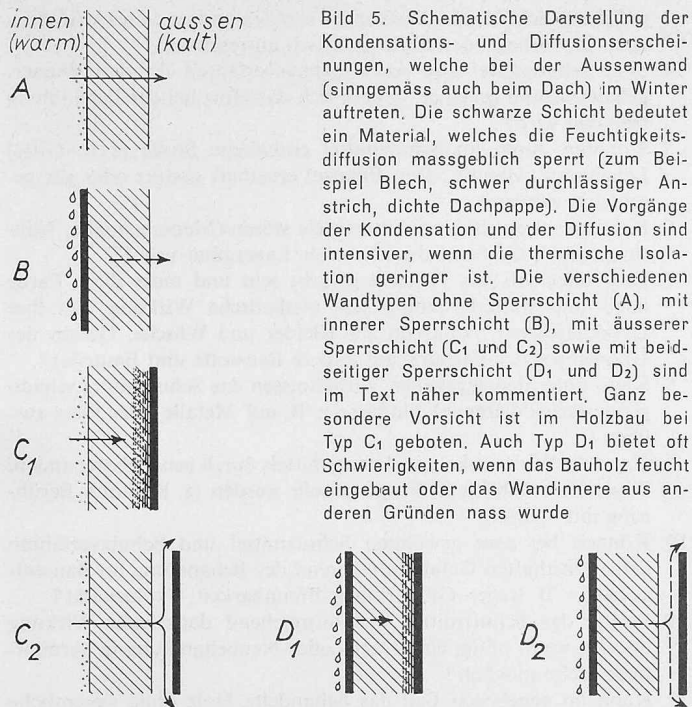 innen aussen
(warm) (kalt)
A
B
C₁
C₂
D₁
D₂
Bild 5. Schematische Darstellung der
Kondensations- und Diffusionserschei-
nungen, welche bei der Aussenwand
(sinngemäss auch beim Dach) im Winter
auftreten. Die schwarze Schicht bedeutet
ein Material, welches die Feuchtigkeits-
diffusion massgeblich sperrt (zum Bei-
spiel Blech, schwer durchlässiger An-
strich, dichte Dachpappe). Die Vorgänge
der Kondensation und der Diffusion sind
intensiver, wenn die thermische Isola-
tion geringer ist. Die verschiedenen
Wandtypen ohne Sperrschicht (A), mit
innerer Sperrschicht (B), mit äusserer
Sperrschicht (C₁ und C₂) sowie mit beid-
seitiger Sperrschicht (D₁ und D₂) sind
im Text näher kommentiert. Ganz be-
sondere Vorsicht ist im Holzbau bei
Typ C₁ geboten. Auch Typ D₁ bietet oft
Schwierigkeiten, wenn das Bauholz feucht
eingebaut oder das Wandinnere aus an-
deren Gründen nass wurde